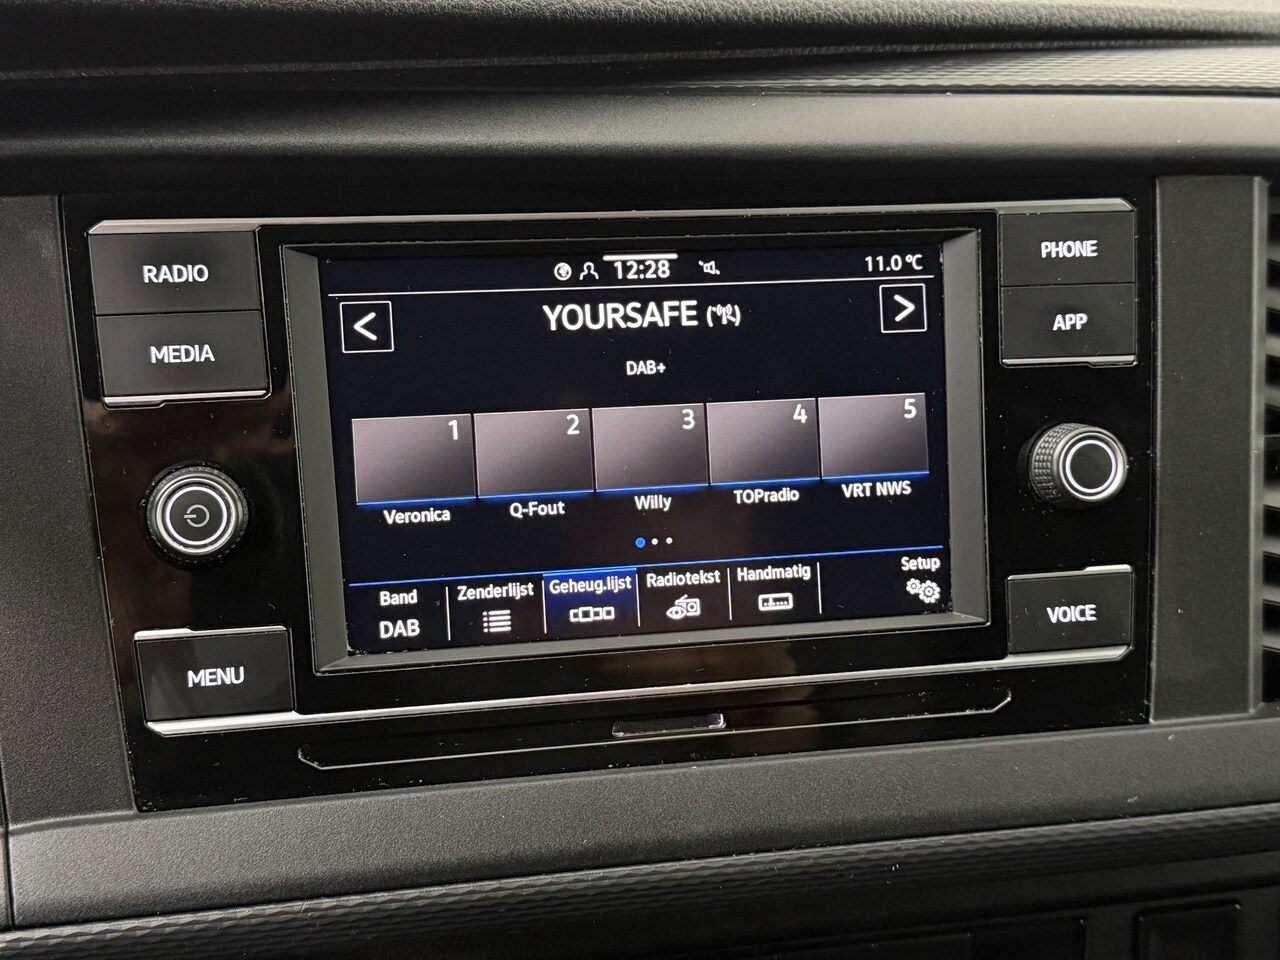 RADIO
MEDIA
MENU
12:28
11.0 °C
<
YOURSAFE
>
DAB+
1
2
3
4
5
Veronica
Q-Fout
Willy
TOPradio
VRT NWS
Band
DAB
Zenderlijst
Geheug.lijst
Radiotekst
Handmatig
Setup
PHONE
APP
VOICE